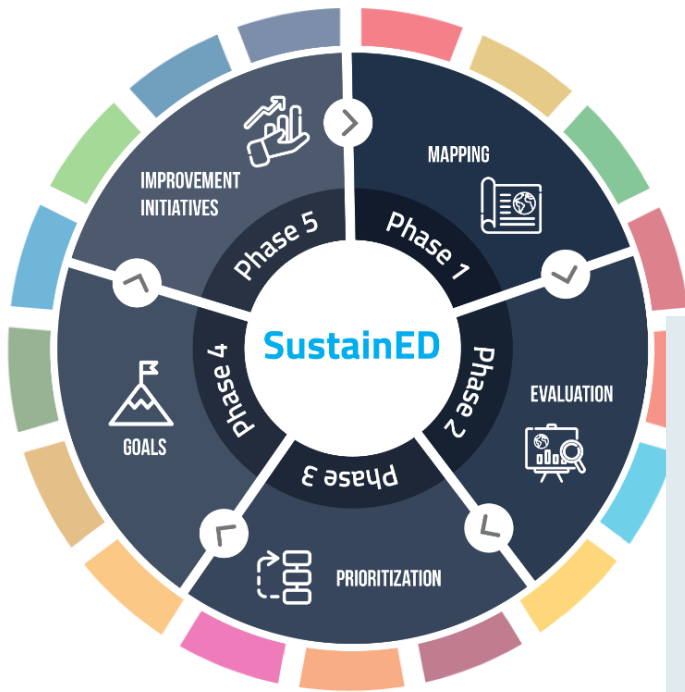 SustainED
Phase 1
MAPPING
Phase 2
EVALUATION
Phase 3
PRIORITIZATION
Phase 4
GOALS
Phase 5
IMPROVEMENT
INITIATIVES